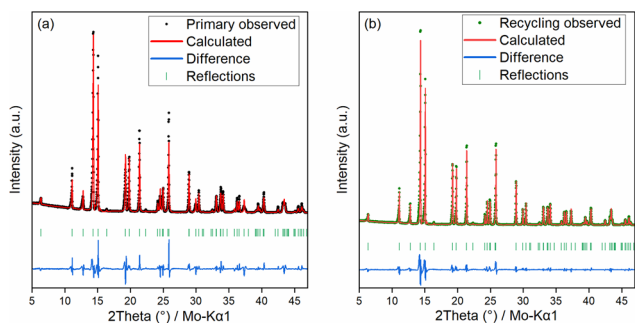 (a)
Primary observed
Calculated
Difference
Reflections
Intensity (a.u.)
5 10 15 20 25 30 35 40 45
2Theta (°) / Mo-Kα1
(b)
Recycling observed
Calculated
Difference
Reflections
Intensity (a.u.)
5 10 15 20 25 30 35 40 45
2Theta (°) / Mo-Kα1